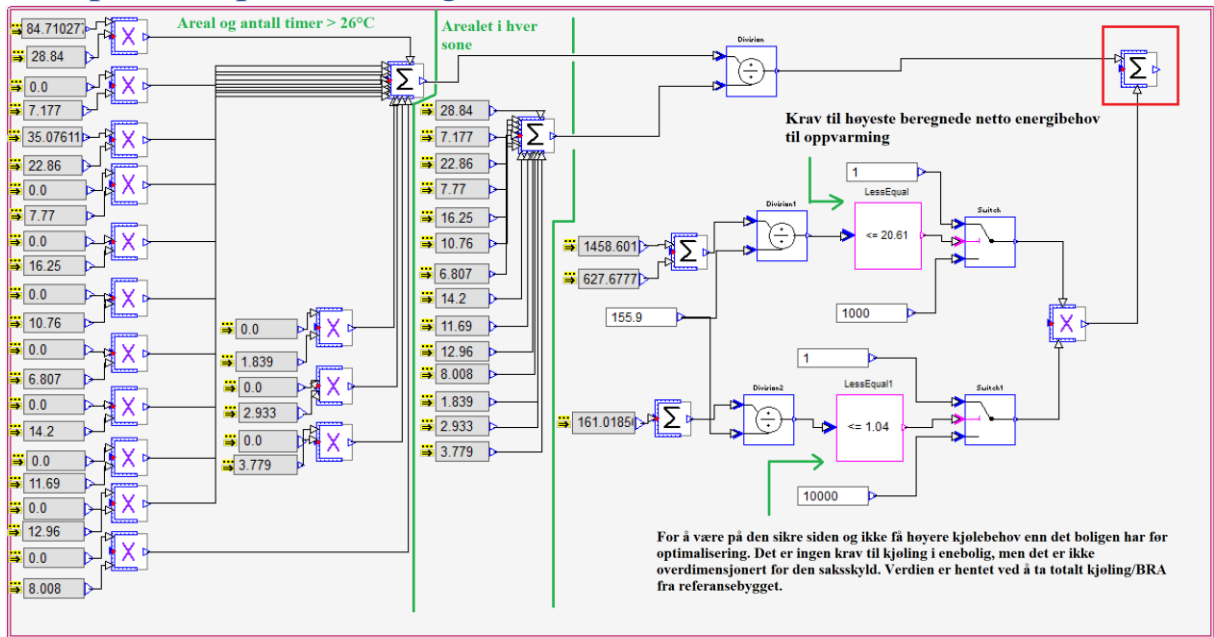 Areal og antall timer > 26°C
Arealet i hver
sone
84.71027
28.84
0.0
7.177
35.07611
22.86
0.0
7.77
0.0
16.25
0.0
10.76
0.0
6.807
0.0
14.2
0.0
11.69
0.0
12.96
0.0
8.008
0.0
1.839
0.0
2.933
0.0
3.779
Σ
28.84
7.177
22.86
7.77
16.25
10.76
6.807
14.2
11.69
12.96
8.008
1.839
2.933
3.779
Σ
Division
Σ
Krav til høyeste beregnede netto energibehov
til oppvarming
1
LessEqual
<= 20.61
Switch
Division1
1458.601
627.6777
Σ
155.9
1000
1
LessEqual1
<= 1.04
Switch1
Division2
161.0185
Σ
10000
For å være på den sikre siden og ikke få høyere kjølebehov enn det boligen har før
optimalisering. Det er ingen krav til kjøling i enebolig, men det er ikke
overdimensjonert for den saksskyld. Verdien er hentet ved å ta totalt kjøling/BRA
fra referansebygget.